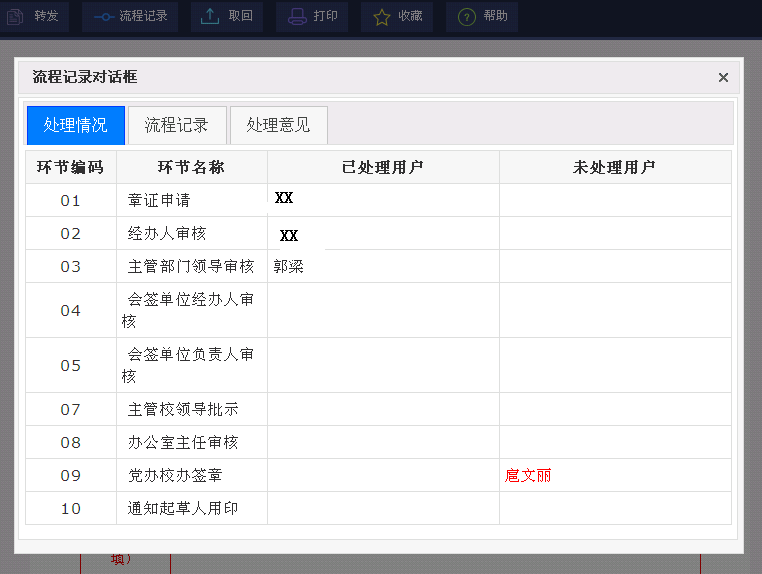 转发 流程记录 取回 打印 收藏 帮助
流程记录对话框
处理情况 流程记录 处理意见
环节编码 环节名称 已处理用户 未处理用户
01 章证申请 XX
02 经办人审核 XX
03 主管部门领导审核 郭梁
04 会签单位经办人审
核
05 会签单位负责人审
核
07 主管校领导批示
08 办公室主任审核
09 党办校办签章 扈文丽
10 通知起草人用印
填）